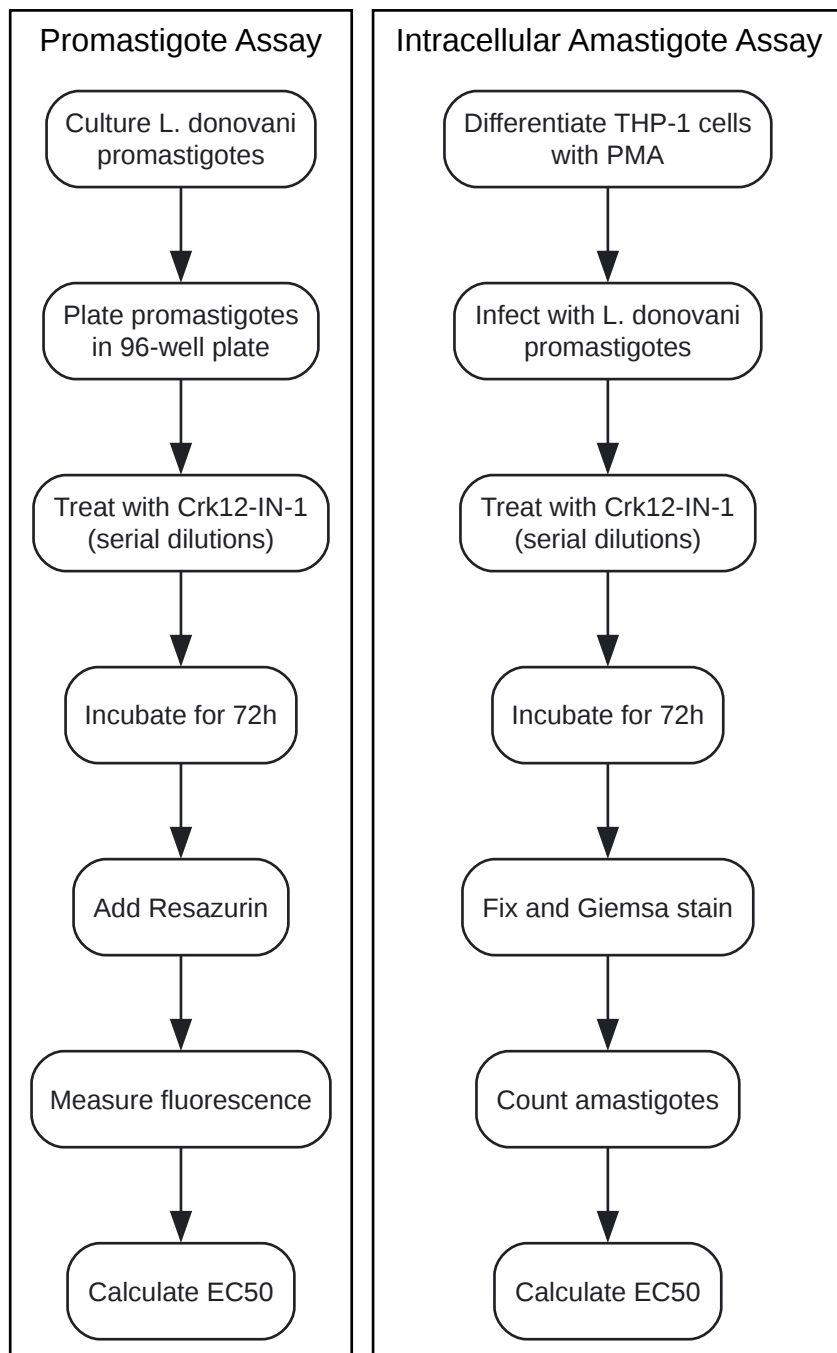 Promastigote Assay
Culture L. donovani
promastigotes
Plate promastigotes
in 96-well plate
Treat with Crk12-IN-1
(serial dilutions)
Incubate for 72h
Add Resazurin
Measure fluorescence
Calculate EC50
Intracellular Amastigote Assay
Differentiate THP-1 cells
with PMA
Infect with L. donovani
promastigotes
Treat with Crk12-IN-1
(serial dilutions)
Incubate for 72h
Fix and Giemsa stain
Count amastigotes
Calculate EC50